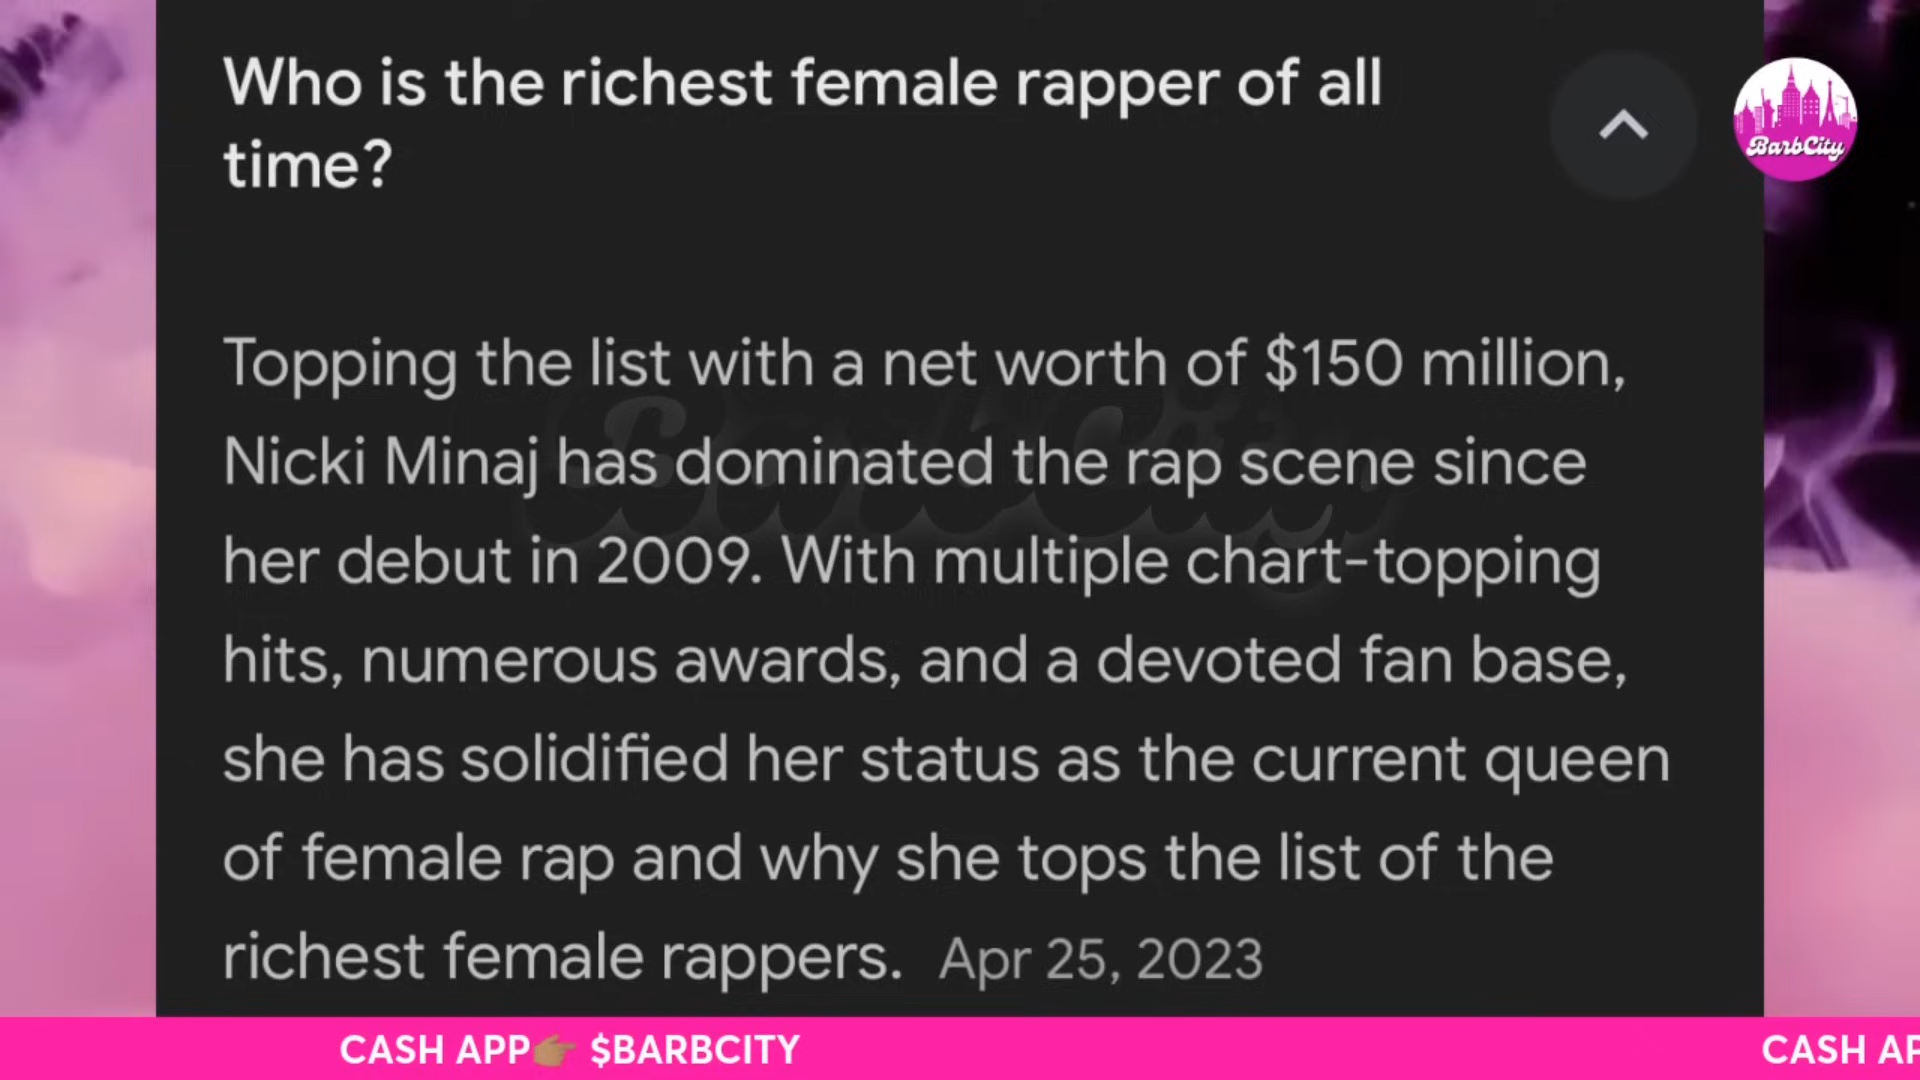 Who is the richest female rapper of all
time?
BarbCity
Topping the list with a net worth of $150 million,
Nicki Minaj has dominated the rap scene since
her debut in 2009. With multiple chart-topping
hits, numerous awards, and a devoted fan base,
she has solidified her status as the current queen
of female rap and why she tops the list of the
richest female rappers. Apr 25, 2023
BarbCity
CASH APP👉🏽 $BARBCITY
CASH AP